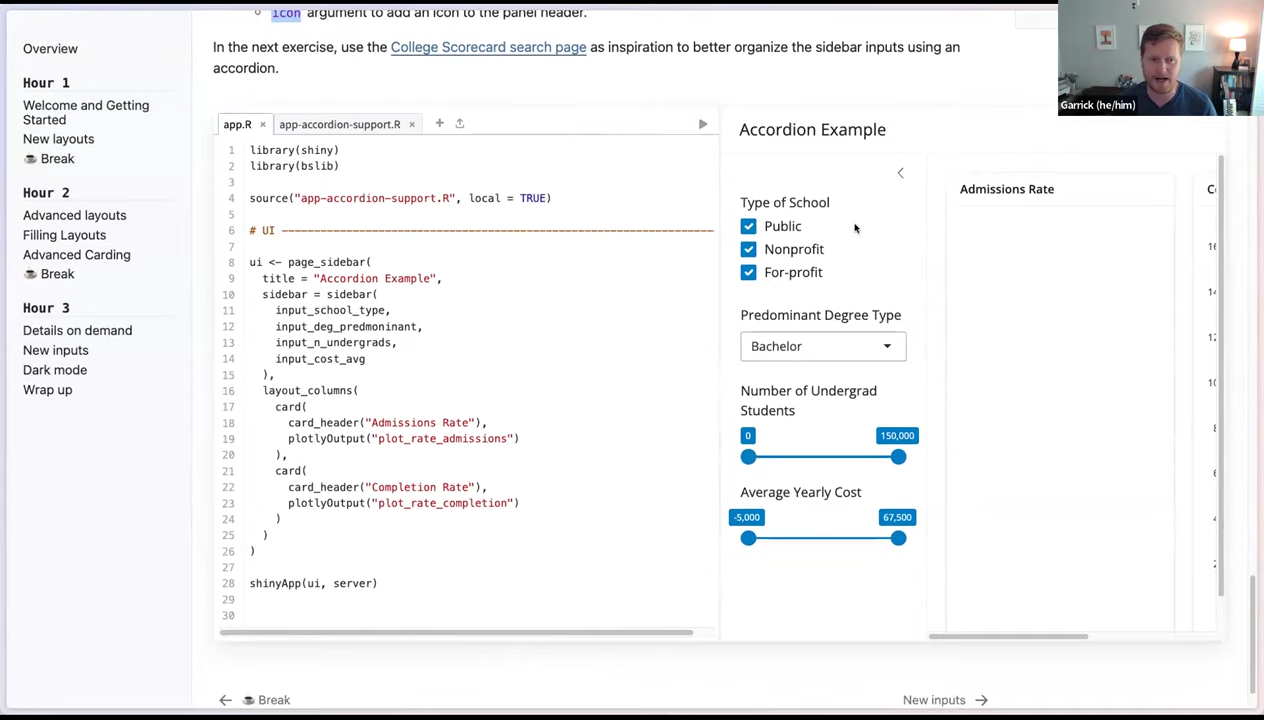 icon argument to add an icon to the panel header.
In the next exercise, use the College Scorecard search page as inspiration to better organize the sidebar inputs using an
accordion.
Garrick (he/him)
Overview
Hour 1
Welcome and Getting
Started
New layouts
☕ Break
Hour 2
Advanced layouts
Filling Layouts
Advanced Carding
☕ Break
Hour 3
Details on demand
New inputs
Dark mode
Wrap up
app.R × app-accordion-support.R × +
1 library(shiny)
2 library(bslib)
3
4 source("app-accordion-support.R", local = TRUE)
5
6 # UI ----------------------------------------------------------------
7
8 ui <- page_sidebar(
9 title = "Accordion Example",
10 sidebar = sidebar(
11 input_school_type,
12 input_deg_predmoninant,
13 input_n_undergrads,
14 input_cost_avg
15 ),
16 layout_columns(
17 card(
18 card_header("Admissions Rate"),
19 plotlyOutput("plot_rate_admissions")
20 ),
21 card(
22 card_header("Completion Rate"),
23 plotlyOutput("plot_rate_completion")
24 )
25 )
26 )
27
28 shinyApp(ui, server)
29
30
Accordion Example
Type of School
Public
Nonprofit
For-profit
Predominant Degree Type
Bachelor
Number of Undergrad
Students
0 150,000
Average Yearly Cost
-5,000 67,500
Admissions Rate
← ☕ Break
New inputs →